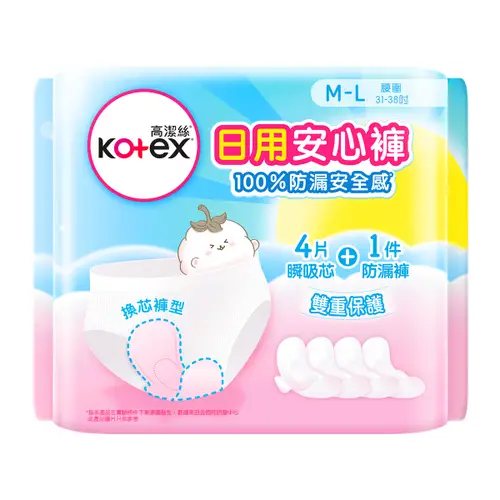 M-L 腰圍
31-38吋
高潔絲®
Kotex
日用安心褲
100%防漏安全感*
4片 + 1件
瞬吸芯 防漏褲
雙重保護
換芯褲型